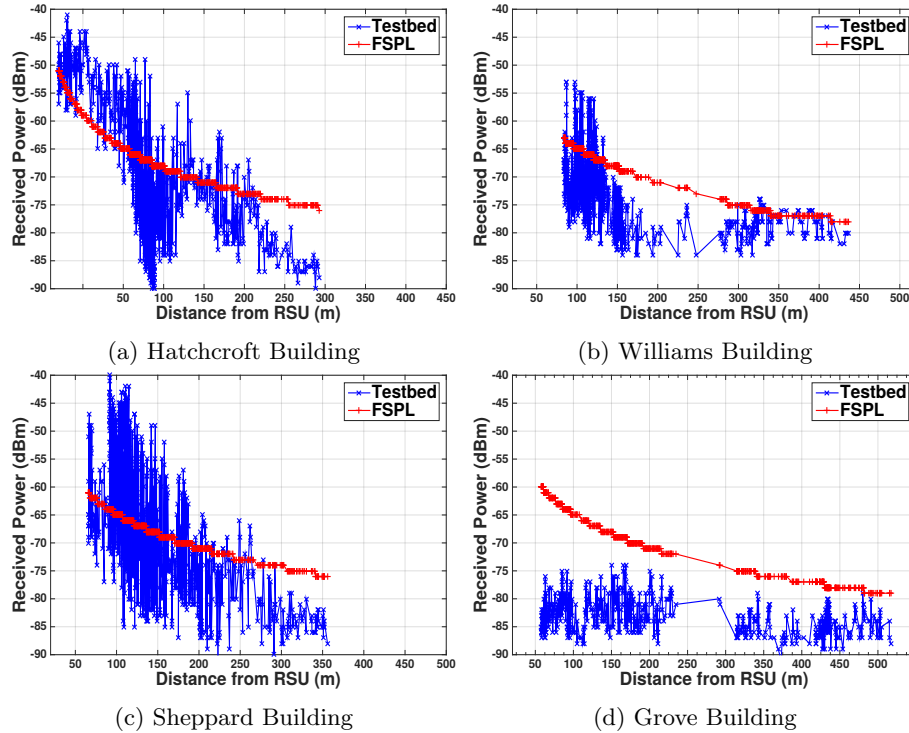 -40
-45
-50
-55
-60
-65
-70
-75
-80
-85
-90
Received Power (dBm)
Testbed
FSPL
50 100 150 200 250 300 350 400 450
Distance from RSU (m)
(a) Hatchcroft Building
-40
-45
-50
-55
-60
-65
-70
-75
-80
-85
-90
Received Power (dBm)
Testbed
FSPL
50 100 150 200 250 300 350 400 450 500
Distance from RSU (m)
(b) Williams Building
-40
-45
-50
-55
-60
-65
-70
-75
-80
-85
-90
Received Power (dBm)
Testbed
FSPL
50 100 150 200 250 300 350 400 450 500
Distance from RSU (m)
(c) Sheppard Building
-40
-45
-50
-55
-60
-65
-70
-75
-80
-85
-90
Received Power (dBm)
Testbed
FSPL
50 100 150 200 250 300 350 400 450 500
Distance from RSU (m)
(d) Grove Building